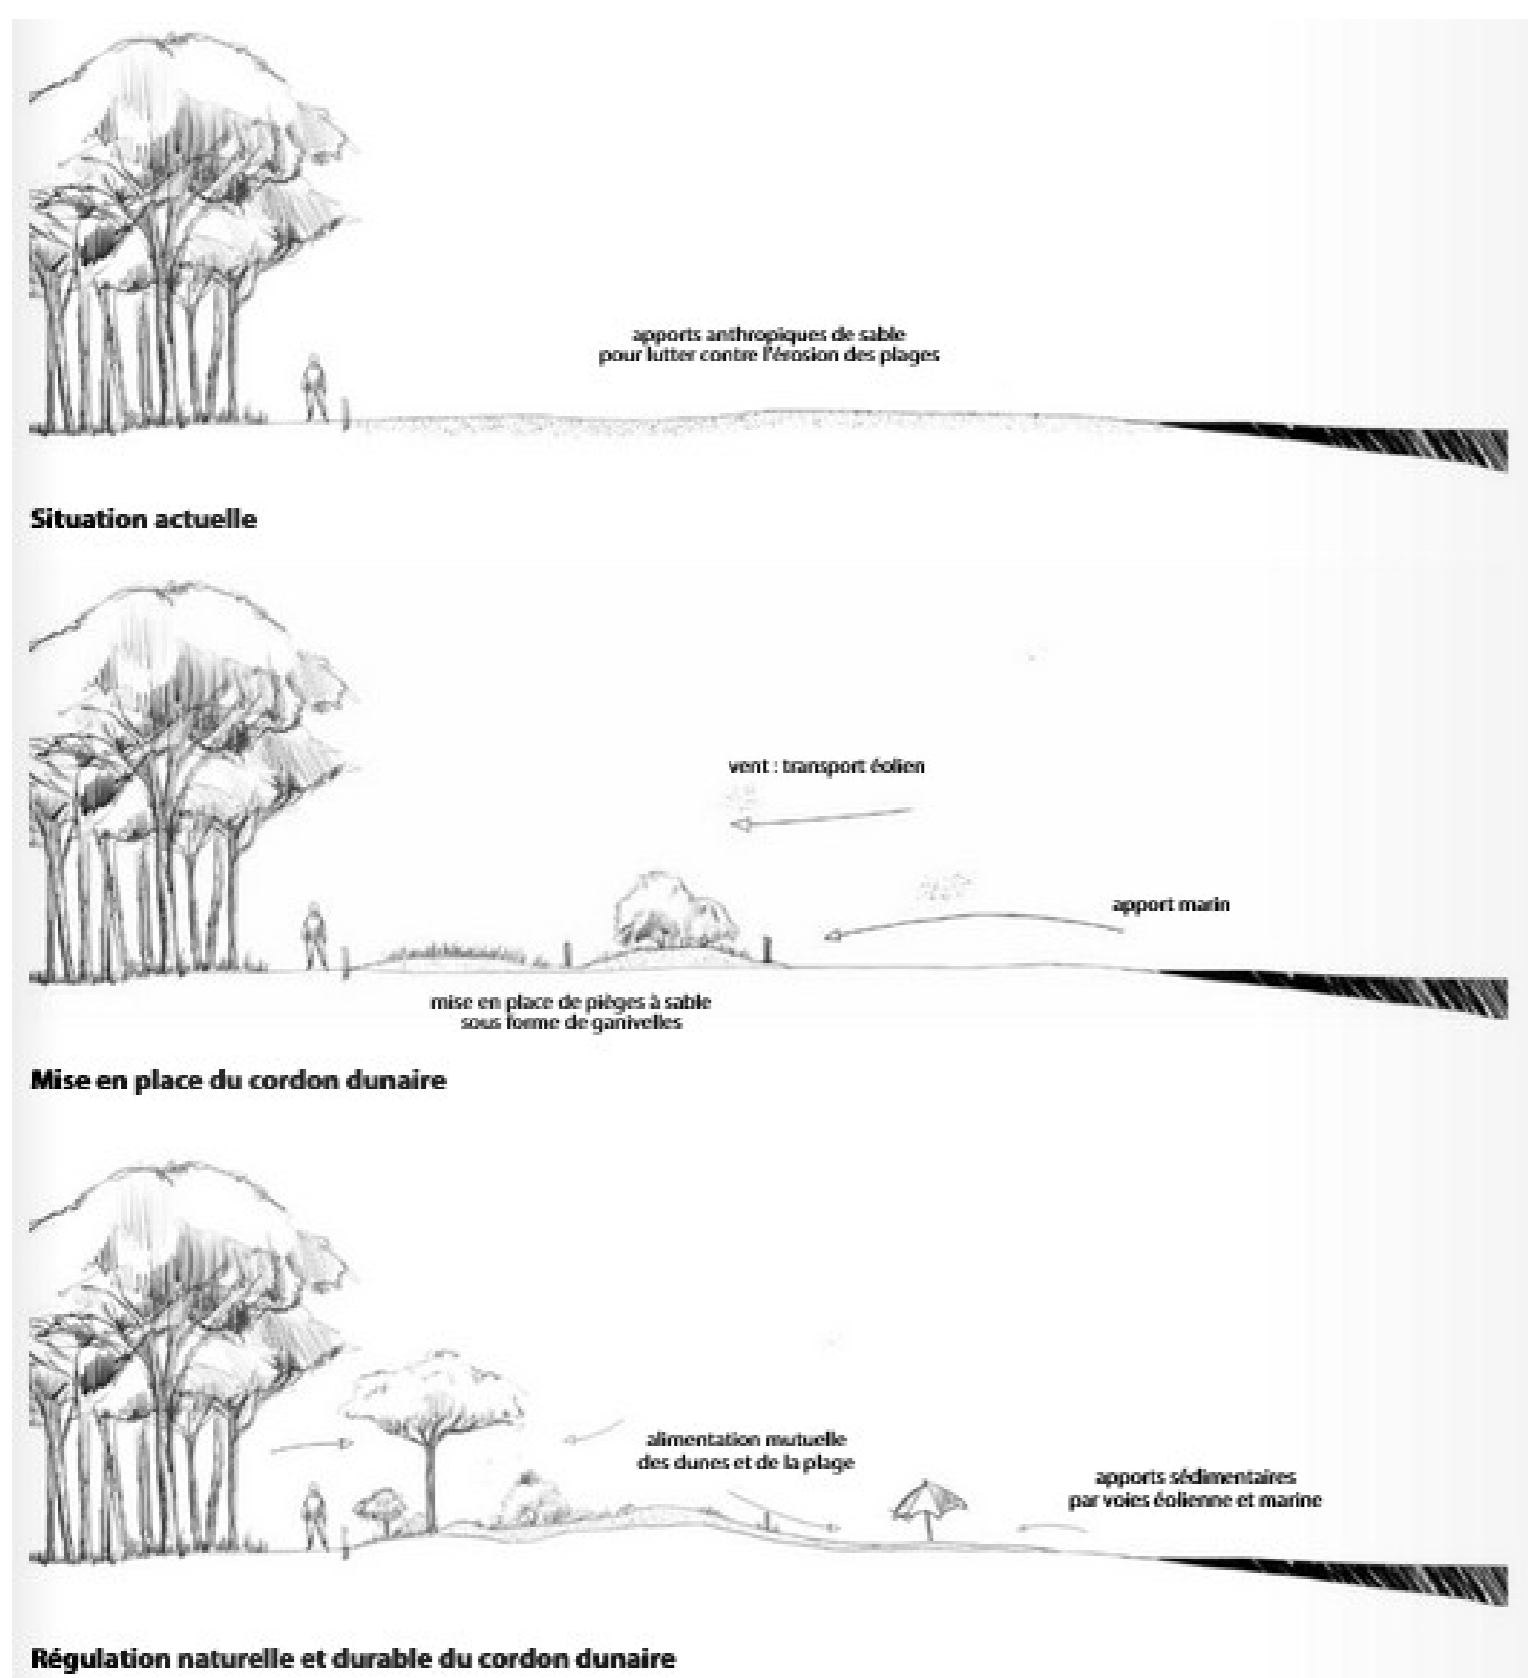 apports anthropiques de sable
pour lutter contre l'érosion des plages
Situation actuelle
vent : transport éolien
apport marin
mise en place de pièges à sable
sous forme de ganivelles
Mise en place du cordon dunaire
alimentation mutuelle
des dunes et de la plage
apports sédimentaires
par voies éolienne et marine
Régulation naturelle et durable du cordon dunaire